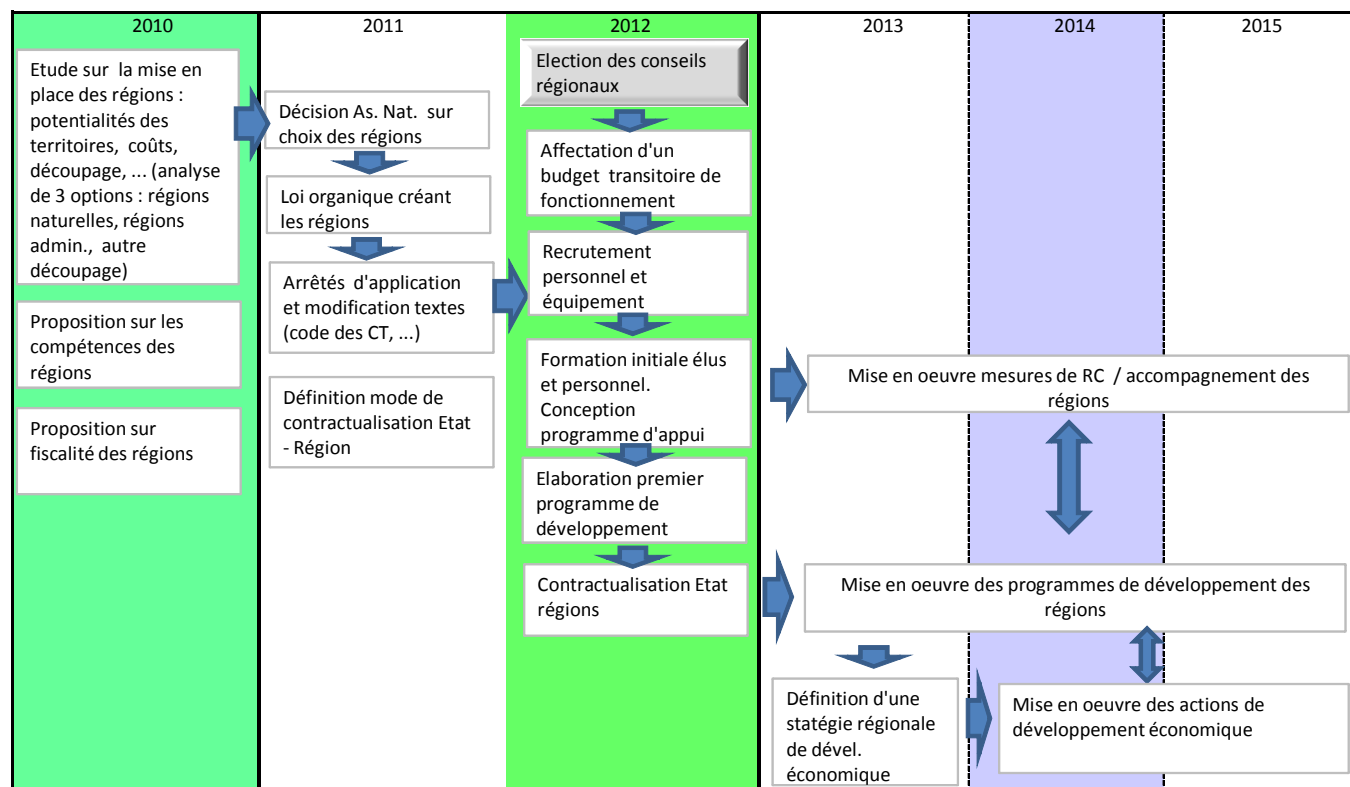 2010
2011
2012
2013
2014
2015
Etude sur la mise en
place des régions :
potentialités des
territoires, coûts,
découpage, ... (analyse
de 3 options : régions
naturelles, régions
admin., autre
découpage)
Proposition sur les
compétences des
régions
Proposition sur
fiscalité des régions
Décision As. Nat. sur
choix des régions
Loi organique créant
les régions
Arrêtés d'application
et modification textes
(code des CT, ...)
Définition mode de
contractualisation Etat
- Région
Election des conseils
régionaux
Affectation d'un
budget transitoire de
fonctionnement
Recrutement
personnel et
équipement
Formation initiale élus
et personnel.
Conception
programme d'appui
Elaboration premier
programme de
développement
Contractualisation Etat
régions
Mise en oeuvre mesures de RC / accompagnement des
régions
Mise en oeuvre des programmes de développement des
régions
Définition d'une
statégie régionale
de dével.
économique
Mise en oeuvre des actions de
développement économique